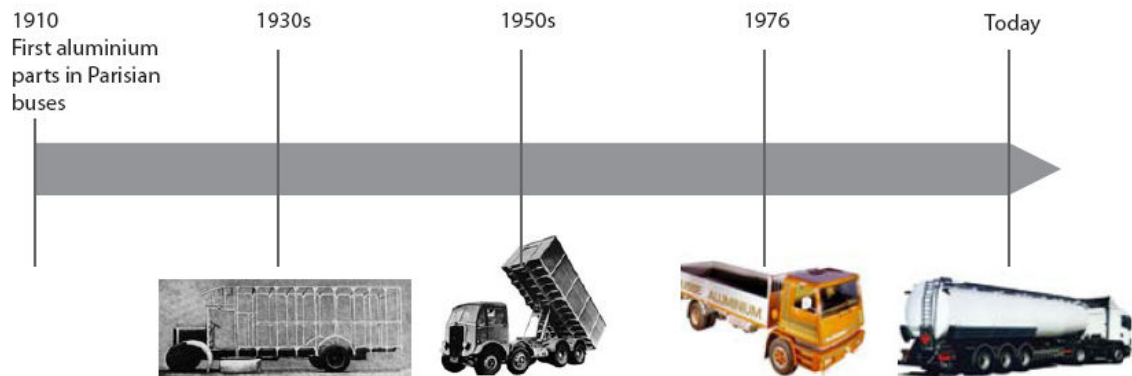 1910
First aluminium
parts in Parisian
buses
1930s
1950s
1976
Today
ALUMINIUM